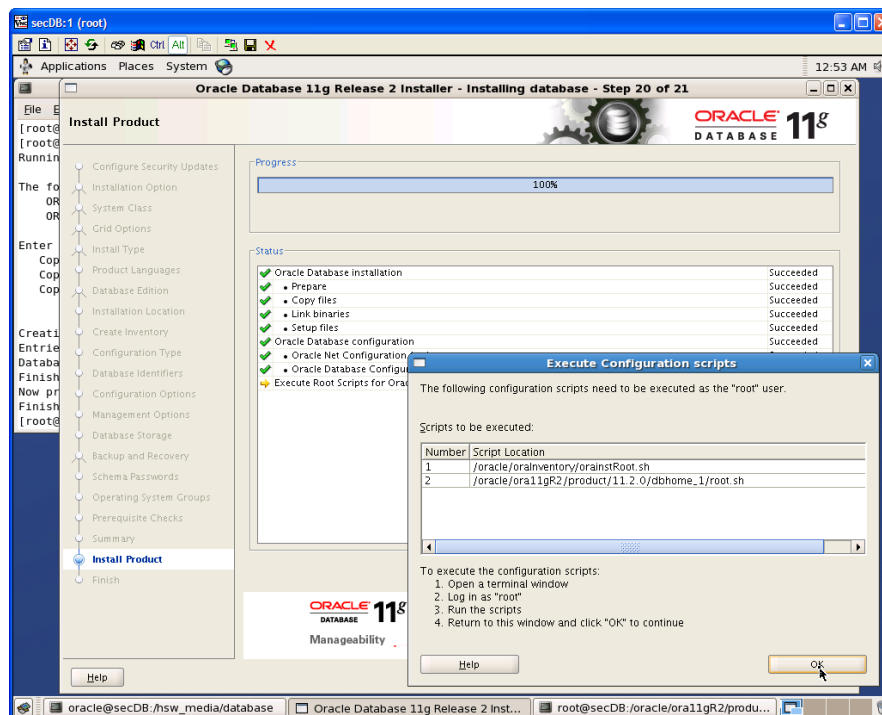 secDB:1 (root)
Ctrl Alt
Applications Places System
12:53 AM
Oracle Database 11g Release 2 Installer - Installing database - Step 20 of 21
File
[root@
[root@
Runnin
The fo
OR
OR
Enter
Cop
Cop
Cop
Creati
Entrie
Databa
Finish
Now pr
Finish
[root@
Install Product
ORACLE
DATABASE 11g
Configure Security Updates
Installation Option
System Class
Grid Options
Install Type
Product Languages
Database Edition
Installation Location
Create Inventory
Configuration Type
Database Identifiers
Configuration Options
Management Options
Database Storage
Backup and Recovery
Schema Passwords
Operating System Groups
Prerequisite Checks
Summary
Install Product
Finish
Progress
100%
Status
Oracle Database installation Succeeded
• Prepare Succeeded
• Copy files Succeeded
• Link binaries Succeeded
• Setup files Succeeded
Oracle Database configuration Succeeded
• Oracle Net Configuration
• Oracle Database Configu
Execute Root Scripts for Orac
ORACLE
DATABASE 11g
Manageability
Help
Execute Configuration scripts
The following configuration scripts need to be executed as the "root" user.
Scripts to be executed:
Number Script Location
1 /oracle/oraInventory/orainstRoot.sh
2 /oracle/ora11gR2/product/11.2.0/dbhome_1/root.sh
To execute the configuration scripts:
1. Open a terminal window
2. Log in as "root"
3. Run the scripts
4. Return to this window and click "OK" to continue
Help
OK
oracle@secDB:/hsw_media/database
Oracle Database 11g Release 2 Inst...
root@secDB:/oracle/ora11gR2/produ...